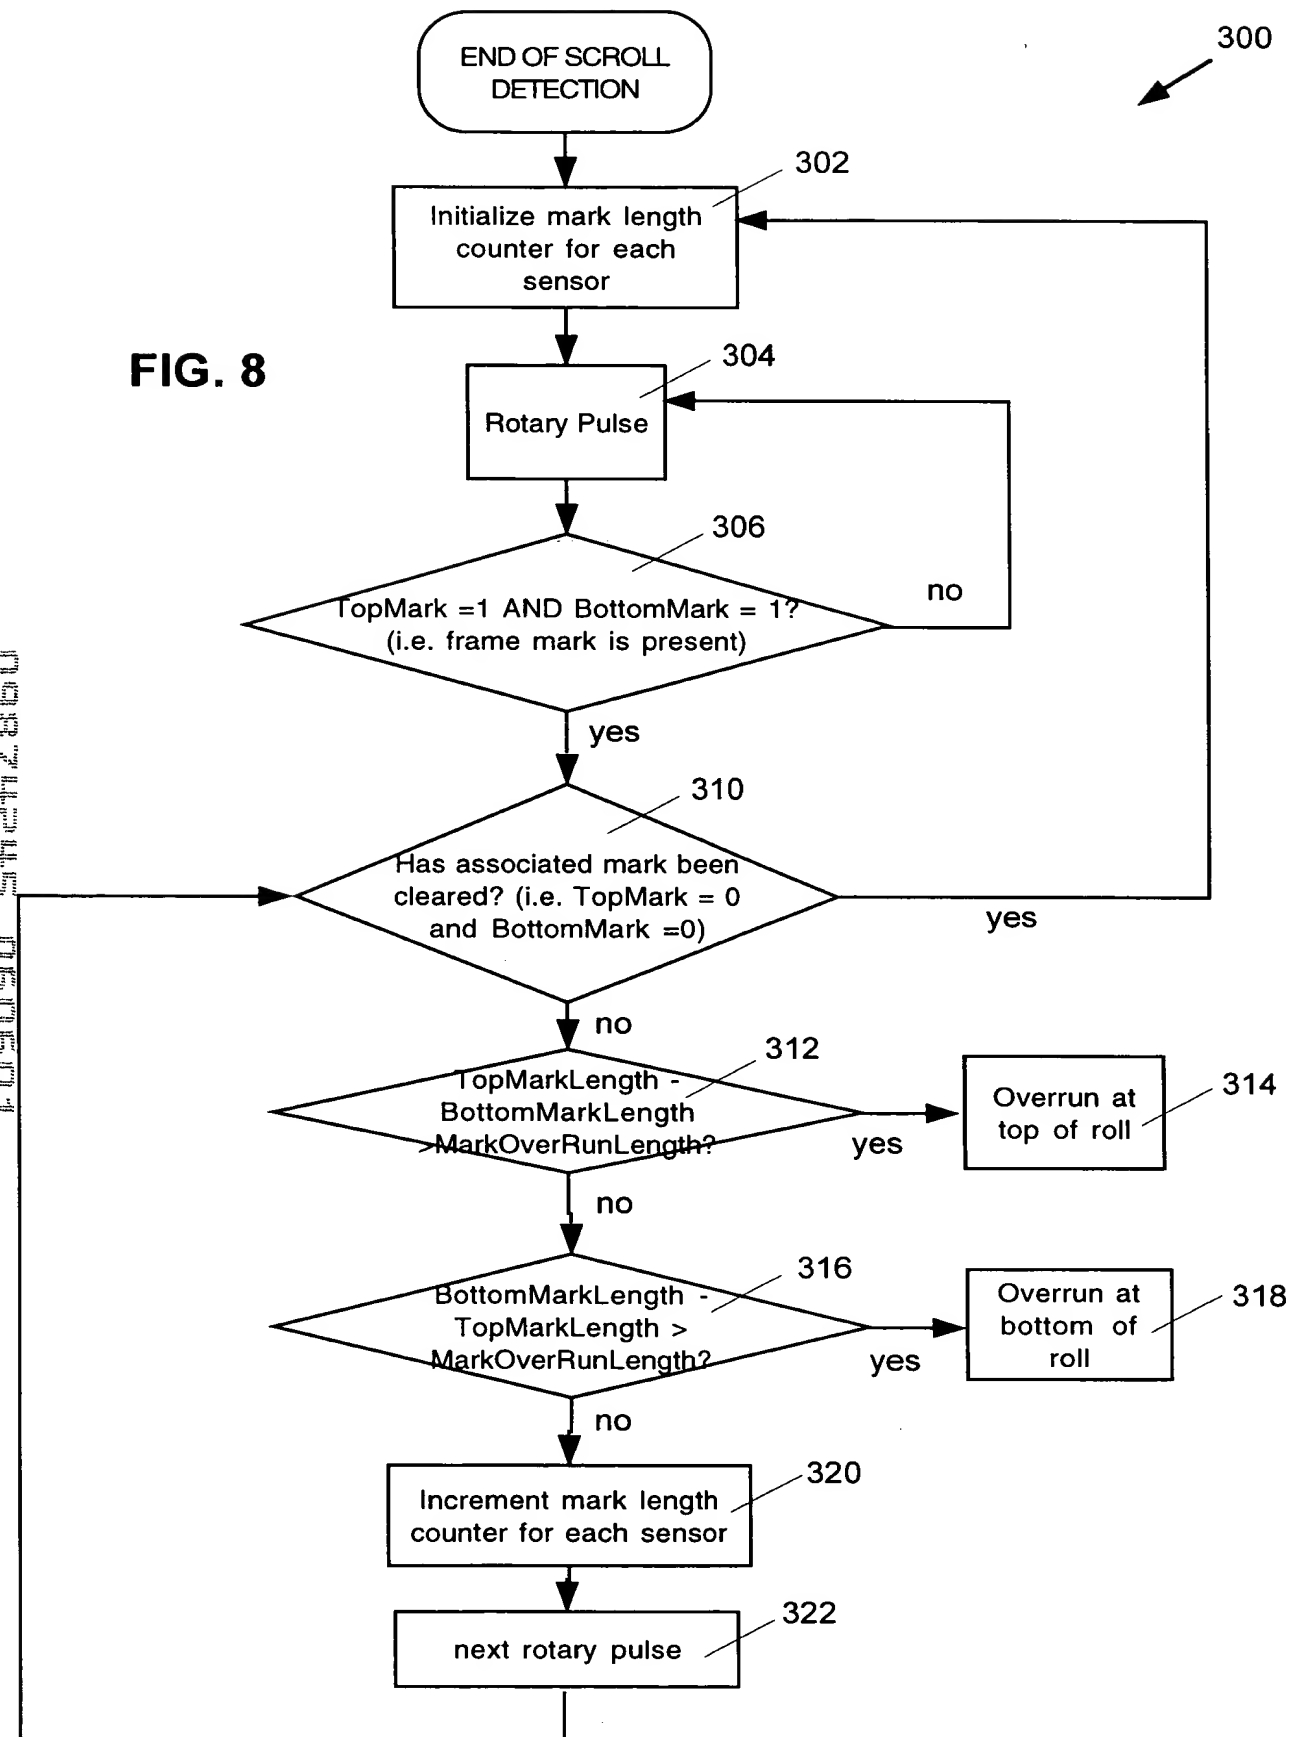 END OF SCROLL
DETECTION
300
302
Initialize mark length
counter for each
sensor
FIG. 8
304
Rotary Pulse
306
TopMark =1 AND BottomMark = 1?
(i.e. frame mark is present)
no
yes
310
Has associated mark been
cleared? (i.e. TopMark = 0
and BottomMark =0)
yes
no
312
TopMarkLength -
BottomMarkLength
>MarkOverRunLength?
yes
Overrun at
top of roll
314
no
316
BottomMarkLength -
TopMarkLength >
MarkOverRunLength?
yes
Overrun at
bottom of
roll
318
no
320
Increment mark length
counter for each sensor
322
next rotary pulse